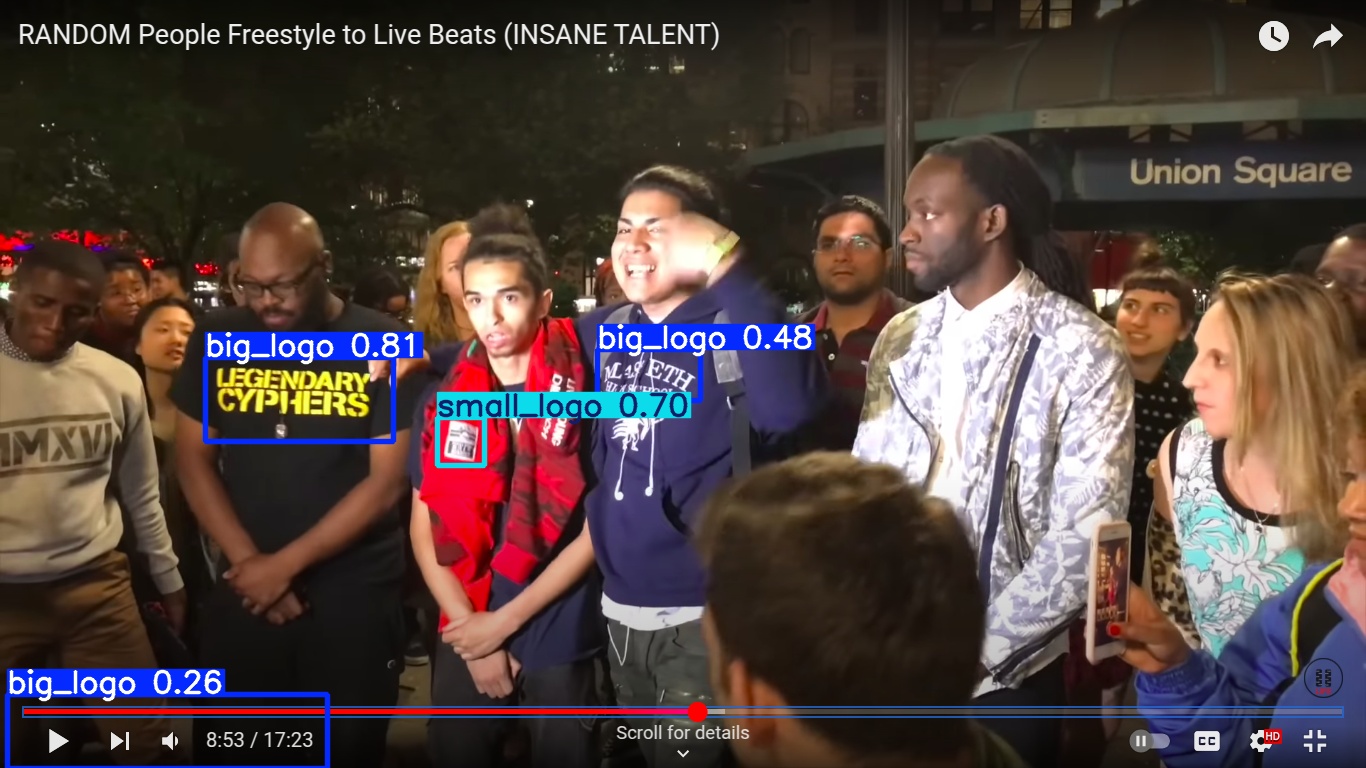 RANDOM People Freestyle to Live Beats (INSANE TALENT)
Union Square
big_logo 0.81
big_logo 0.48
LEGENDARY
CYPHERS
small_logo 0.70
big_logo 0.26
8:53 / 17:23
Scroll for details
CC
HD